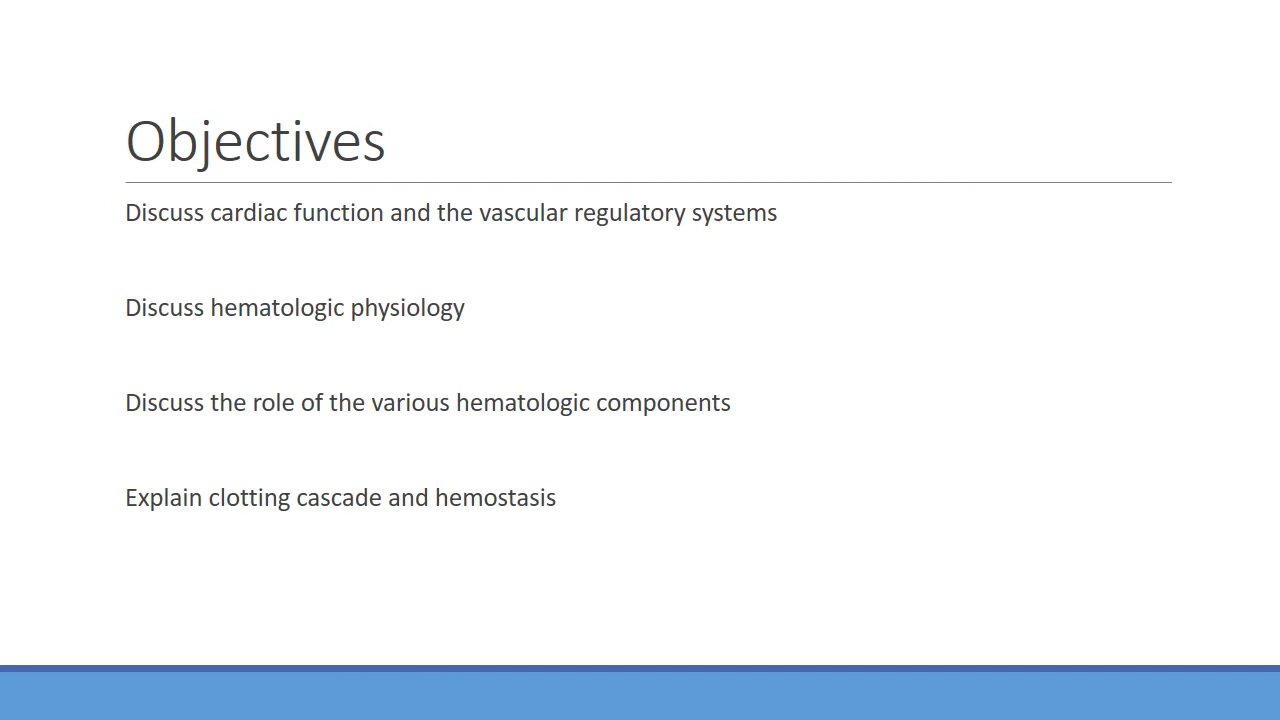 Objectives
Discuss cardiac function and the vascular regulatory systems
Discuss hematologic physiology
Discuss the role of the various hematologic components
Explain clotting cascade and hemostasis